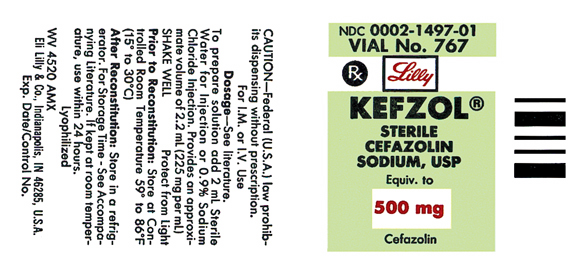 CAUTION—Federal (U.S.A.) law prohib-
its dispensing without prescription.
For I.M. or I.V. Use
Dosage—See literature.
To prepare solution add 2 mL Sterile
Water for Injection or 0.9% Sodium
Chloride Injection. Provides an approxi-
mate volume of 2.2 mL (225 mg per mL)
SHAKE WELL Protect from Light
Prior to Reconstitution: Store at Con-
trolled Room Temperature 59° to 86°F
(15° to 30°C)
After Reconstitution: Store in a refrig-
erator. For Storage Time - See Accompa-
nying Literature. If kept at room temper-
ature, use within 24 hours.
Lyophilized
WV 4520 AMX
Eli Lilly & Co., Indianapolis, IN 46285, U.S.A.
Exp. Date/Control No.
NDC 0002-1497-01
VIAL No. 767
Rx Lilly
KEFZOL®
STERILE
CEFAZOLIN
SODIUM, USP
Equiv. to
500 mg
Cefazolin